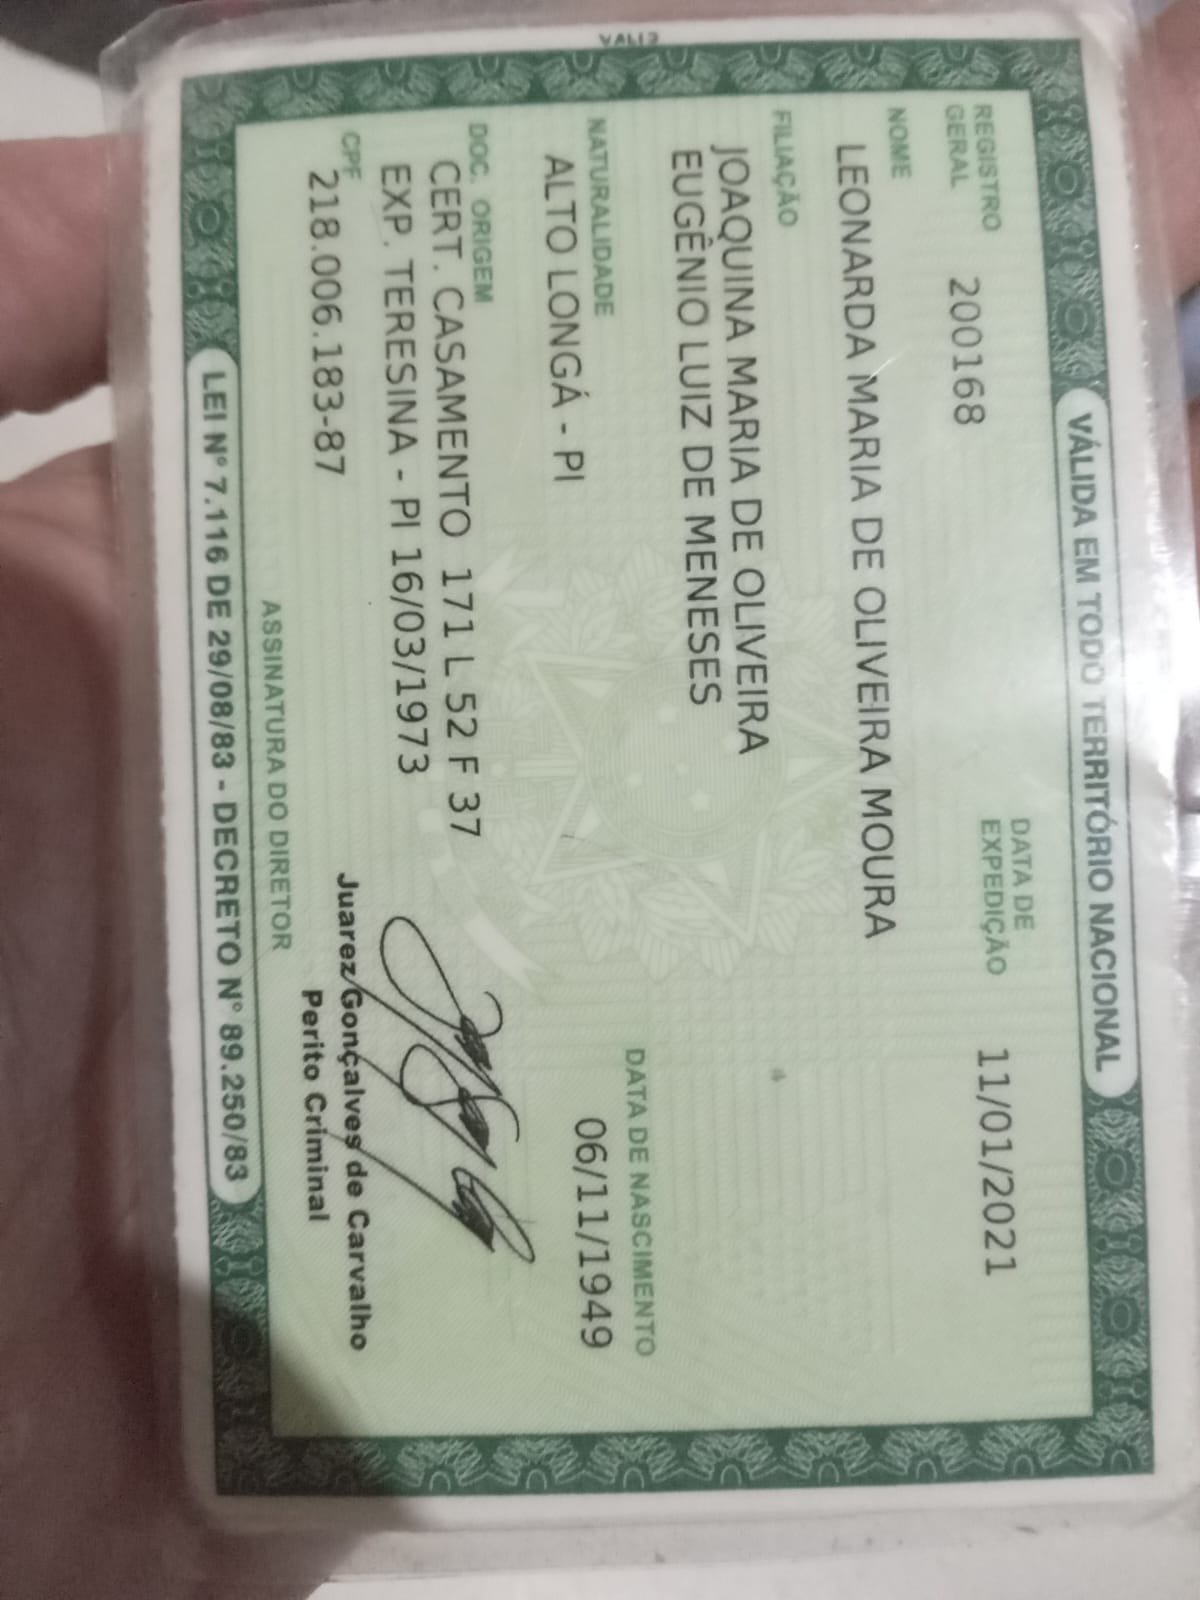 VÁLIDA EM TODO TERRITÓRIO NACIONAL
REGISTRO GERAL 200168 DATA DE EXPEDIÇÃO 11/01/2021
NOME
LEONARDA MARIA DE OLIVEIRA MOURA
FILIAÇÃO
JOAQUINA MARIA DE OLIVEIRA
EUGÊNIO LUIZ DE MENESES
NATURALIDADE DATA DE NASCIMENTO
ALTO LONGÁ - PI 06/11/1949
DOC. ORIGEM
CERT. CASAMENTO 171 L 52 F 37
EXP. TERESINA - PI 16/03/1973
CPF
218.006.183-87
Juarez Gonçalves de Carvalho
Perito Criminal
ASSINATURA DO DIRETOR
LEI Nº 7.116 DE 29/08/83 - DECRETO Nº 89.250/83